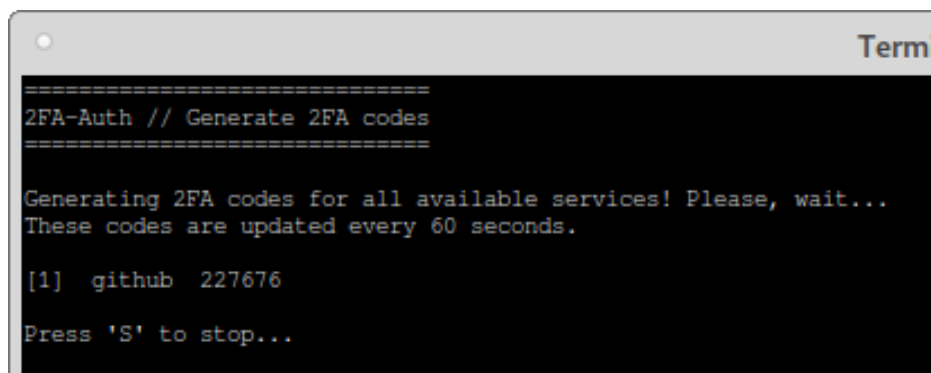 Termi
==============================
2FA-Auth // Generate 2FA codes
==============================
Generating 2FA codes for all available services! Please, wait...
These codes are updated every 60 seconds.
[1] github 227676
Press 'S' to stop...